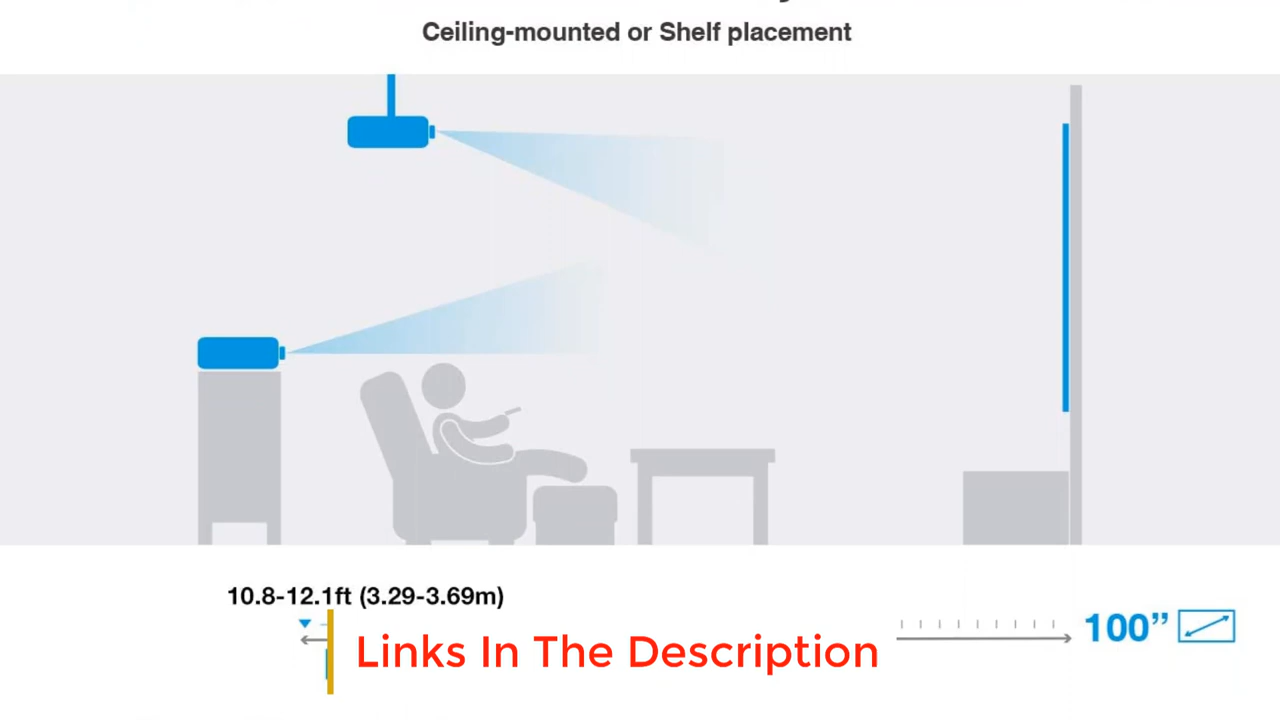 Ceiling-mounted or Shelf placement
10.8-12.1ft (3.29-3.69m)
100”
Links In The Description